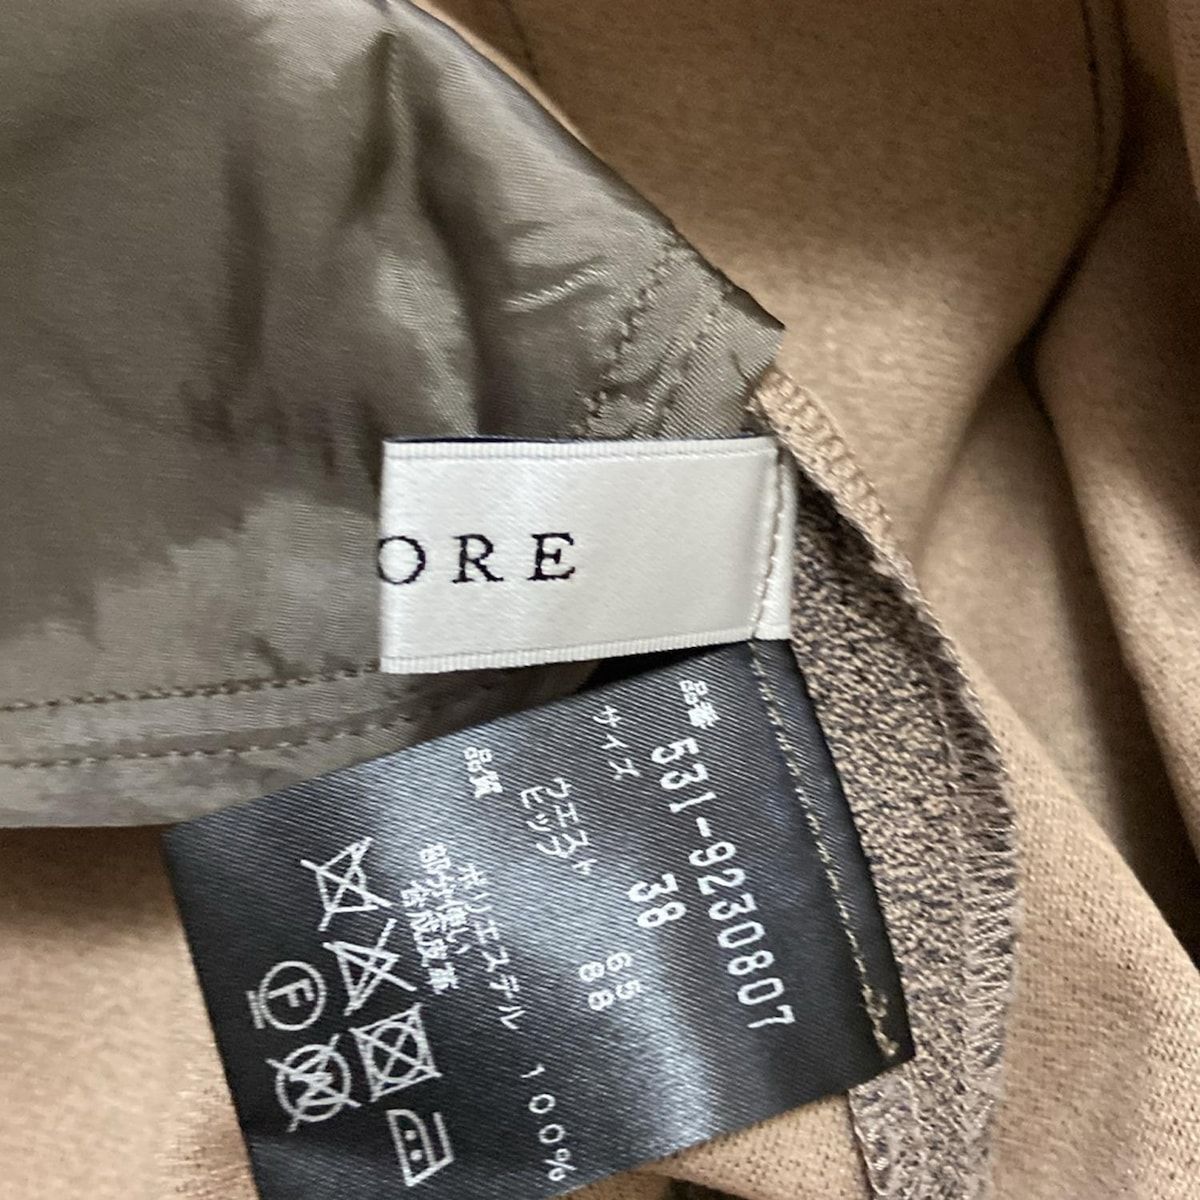 ORE
品番 531-9230807
サイズ 38
ウエスト 65
ヒップ 88
品質
ポリエステル 100%
部分使い
合成皮革
F
W